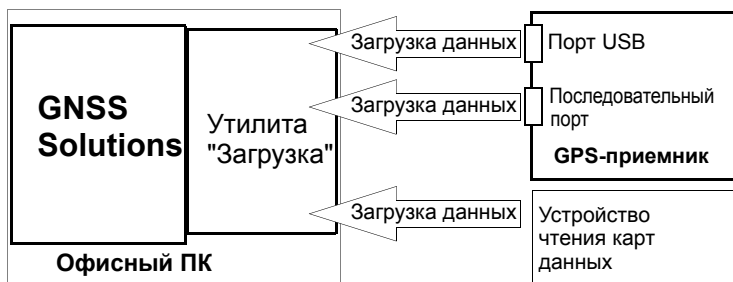 GNSS
Solutions
Утилита
"Загрузка"
Офисный ПК
Загрузка данных
Загрузка данных
Загрузка данных
Порт USB
Последовательный
порт
GPS-приемник
Устройство
чтения карт
данных